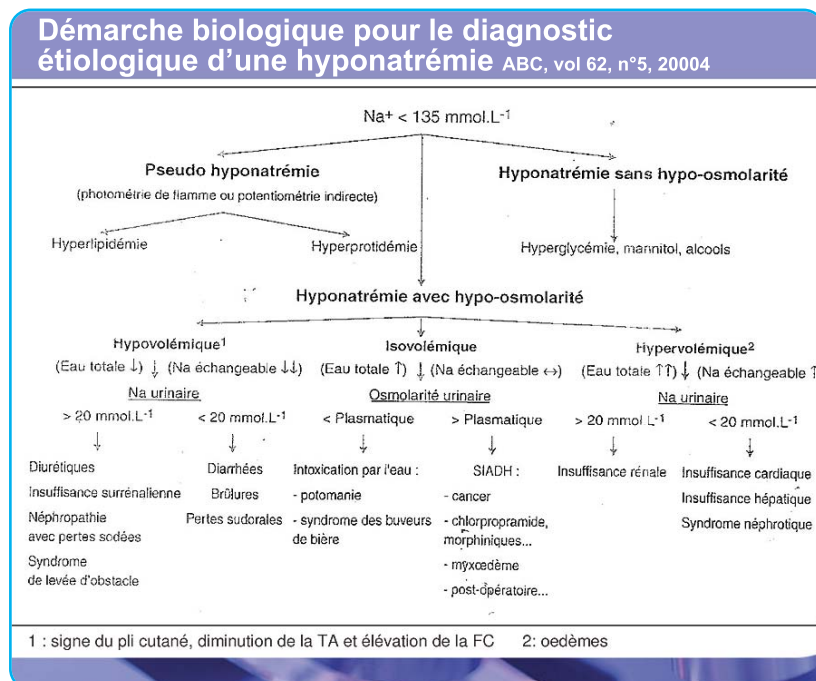 Démarche biologique pour le diagnostic
étiologique d'une hyponatrémie ABC, vol 62, n°5, 20004
Na+ < 135 mmol.L-1
Pseudo hyponatrémie
(photométrie de flamme ou potentiométrie indirecte)
Hyponatrémie sans hypo-osmolarité
Hyperlipidémie
Hyperprotidémie
Hyperglycémie, mannitol, alcools
Hyponatrémie avec hypo-osmolarité
Hypovolémique1
Isovolémique
Hypervolémique2
(Eau totale ↓) (Na échangeable ↓↓)
(Eau totale ↑) (Na échangeable ↔)
(Eau totale ↑↑) (Na échangeable ↑
Na urinaire
Osmolarité urinaire
Na urinaire
> 20 mmol.L-1
< 20 mmol.L-1
< Plasmatique
> Plasmatique
> 20 mmol L-1
< 20 mmol.L-1
Diurétiques
Insuffisance surrénalienne
Néphropathie
avec pertes sodées
Syndrome
de levée d'obstacle
Diarrhées
Brûlures
Pertes sudorales
Intoxication par l'eau :
- potomanie
- syndrome des buveurs
de bière
SIADH :
- cancer
- chlorpropramide,
morphiniques...
- myxœdème
- post-opératoire...
Insuffisance rénale
Insuffisance cardiaque
Insuffisance hépatique
Syndrome néphrotique
1 : signe du pli cutané, diminution de la TA et élévation de la FC 2: oedèmes